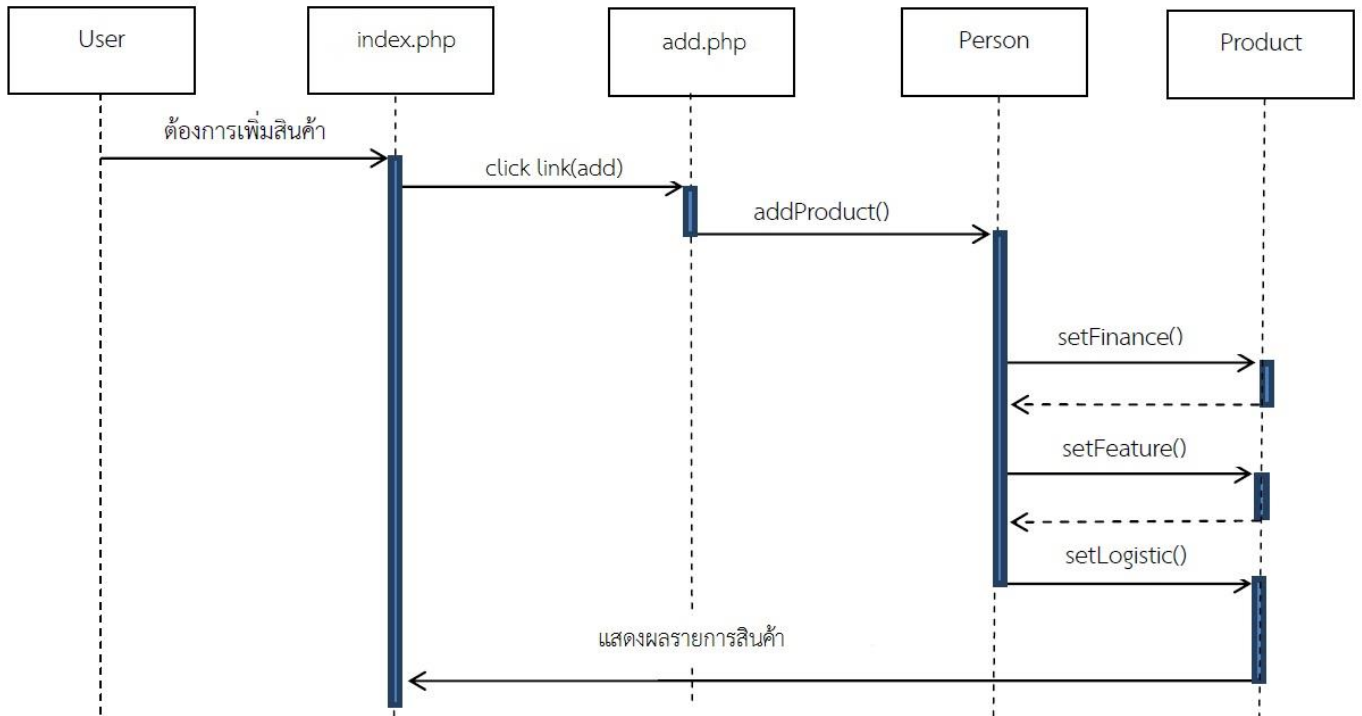 User
index.php
add.php
Person
Product
ต้องการเพิ่มสินค้า
click link(add)
addProduct()
setFinance()
setFeature()
setLogistic()
แสดงผลรายการสินค้า